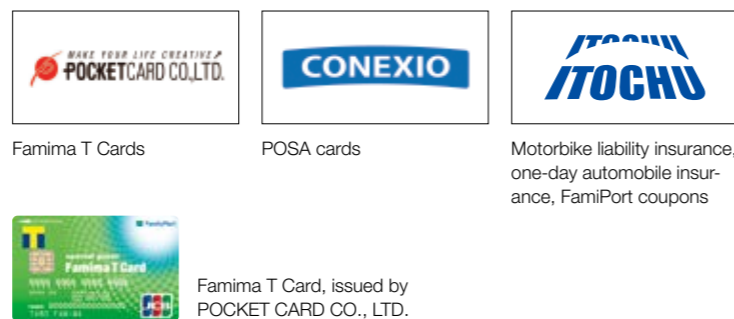 MAKE YOUR LIFE CREATIVE
POCKETCARD CO.,LTD.
CONEXIO
ITOCHU
ITOCHU
Famima T Cards
POSA cards
Motorbike liability insurance,
one-day automobile insur-
ance, FamiPort coupons
T
FamilyMart
Famima T Card
JCB
Famima T Card, issued by
POCKET CARD CO., LTD.